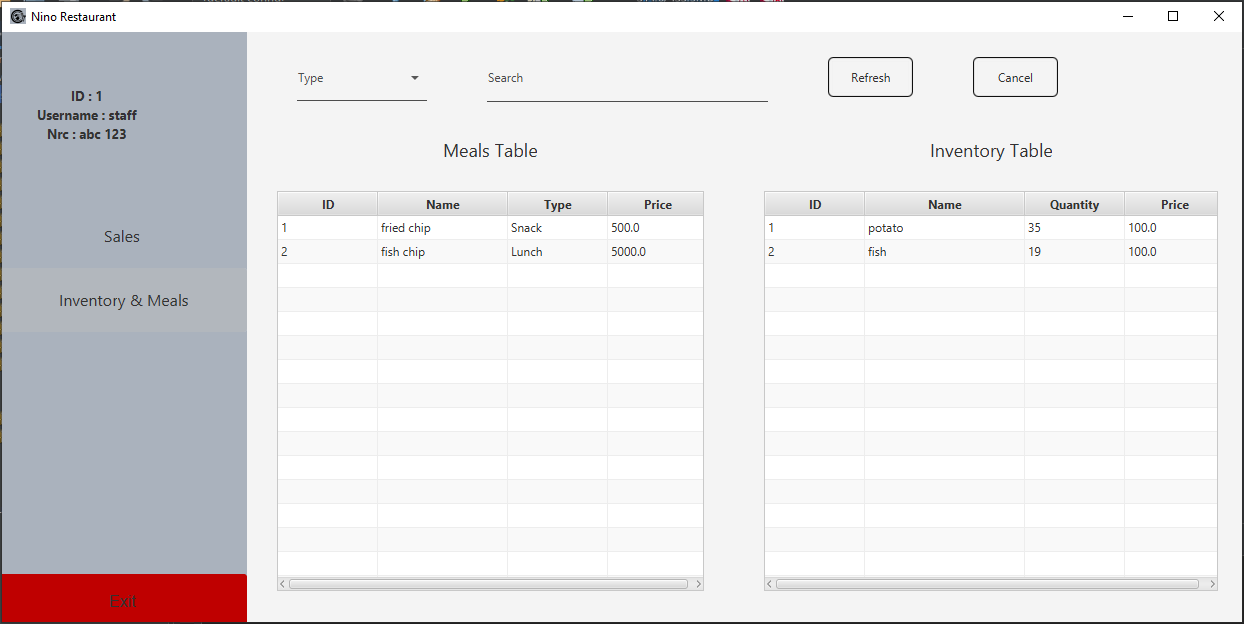 Nino Restaurant
ID : 1
Username : staff
Nrc : abc 123
Sales
Inventory & Meals
Exit
Type
Search
Refresh
Cancel
Meals Table
ID Name Type Price
1 fried chip Snack 500.0
2 fish chip Lunch 5000.0
Inventory Table
ID Name Quantity Price
1 potato 35 100.0
2 fish 19 100.0